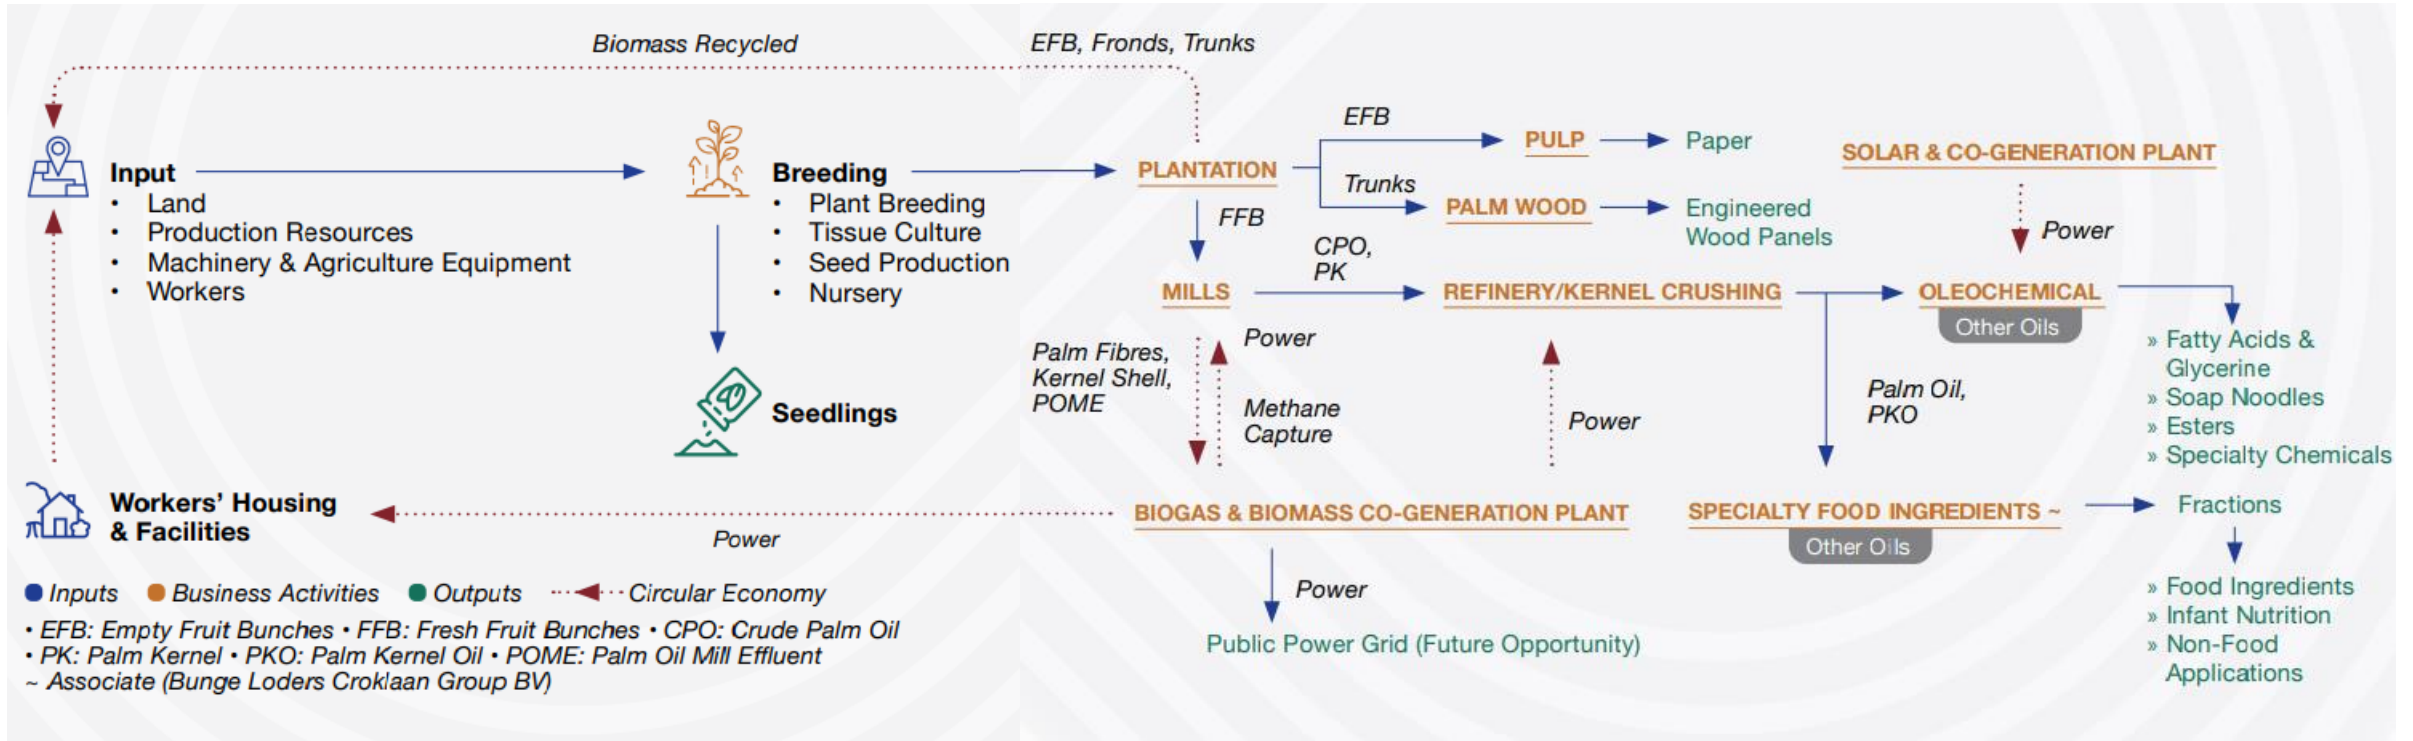 Biomass Recycled
EFB, Fronds, Trunks
Input
• Land
• Production Resources
• Machinery & Agriculture Equipment
• Workers
Breeding
• Plant Breeding
• Tissue Culture
• Seed Production
• Nursery
Seedlings
Workers' Housing
& Facilities
Power
PLANTATION
EFB
PULP
Paper
Trunks
PALM WOOD
Engineered
Wood Panels
FFB
MILLS
CPO,
PK
REFINERY/KERNEL CRUSHING
SOLAR & CO-GENERATION PLANT
Power
OLEOCHEMICAL
Other Oils
» Fatty Acids &
Glycerine
» Soap Noodles
» Esters
» Specialty Chemicals
Palm Fibres,
Kernel Shell,
POME
Power
Methane
Capture
Power
Palm Oil,
PKO
BIOGAS & BIOMASS CO-GENERATION PLANT
SPECIALTY FOOD INGREDIENTS ~
Other Oils
Fractions
» Food Ingredients
» Infant Nutrition
» Non-Food
Applications
Power
Public Power Grid (Future Opportunity)
Inputs Business Activities Outputs Circular Economy
• EFB: Empty Fruit Bunches • FFB: Fresh Fruit Bunches • CPO: Crude Palm Oil
• PK: Palm Kernel • PKO: Palm Kernel Oil • POME: Palm Oil Mill Effluent
~ Associate (Bunge Loders Croklaan Group BV)